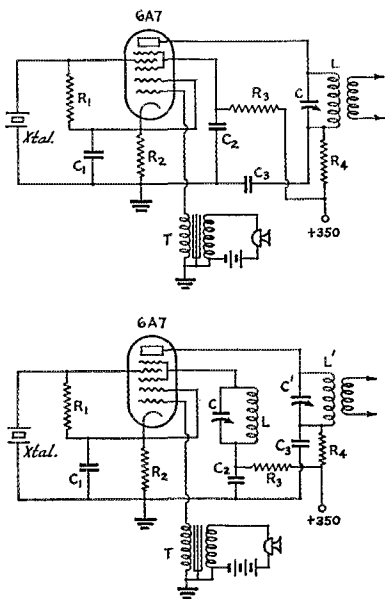 6A7
L
R1
R3
C
Xtal.
C2
C1
R2
C3
R4
T
+350
6A7
L'
C'
C
L
R1
Xtal.
C3
R4
C1
R2
C2
R3
T
+350